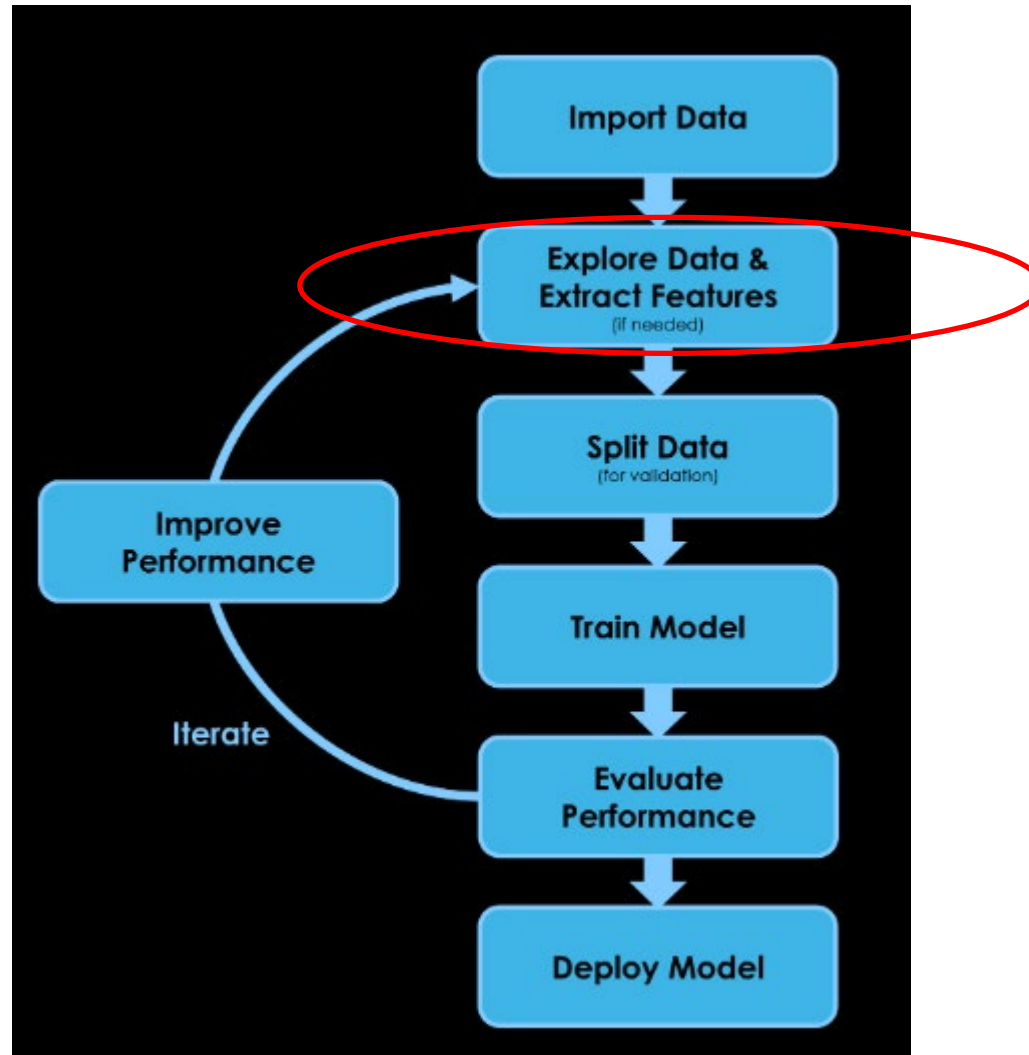 Import Data
Explore Data &
Extract Features
(if needed)
Split Data
(for validation)
Improve
Performance
Train Model
Iterate
Evaluate
Performance
Deploy Model